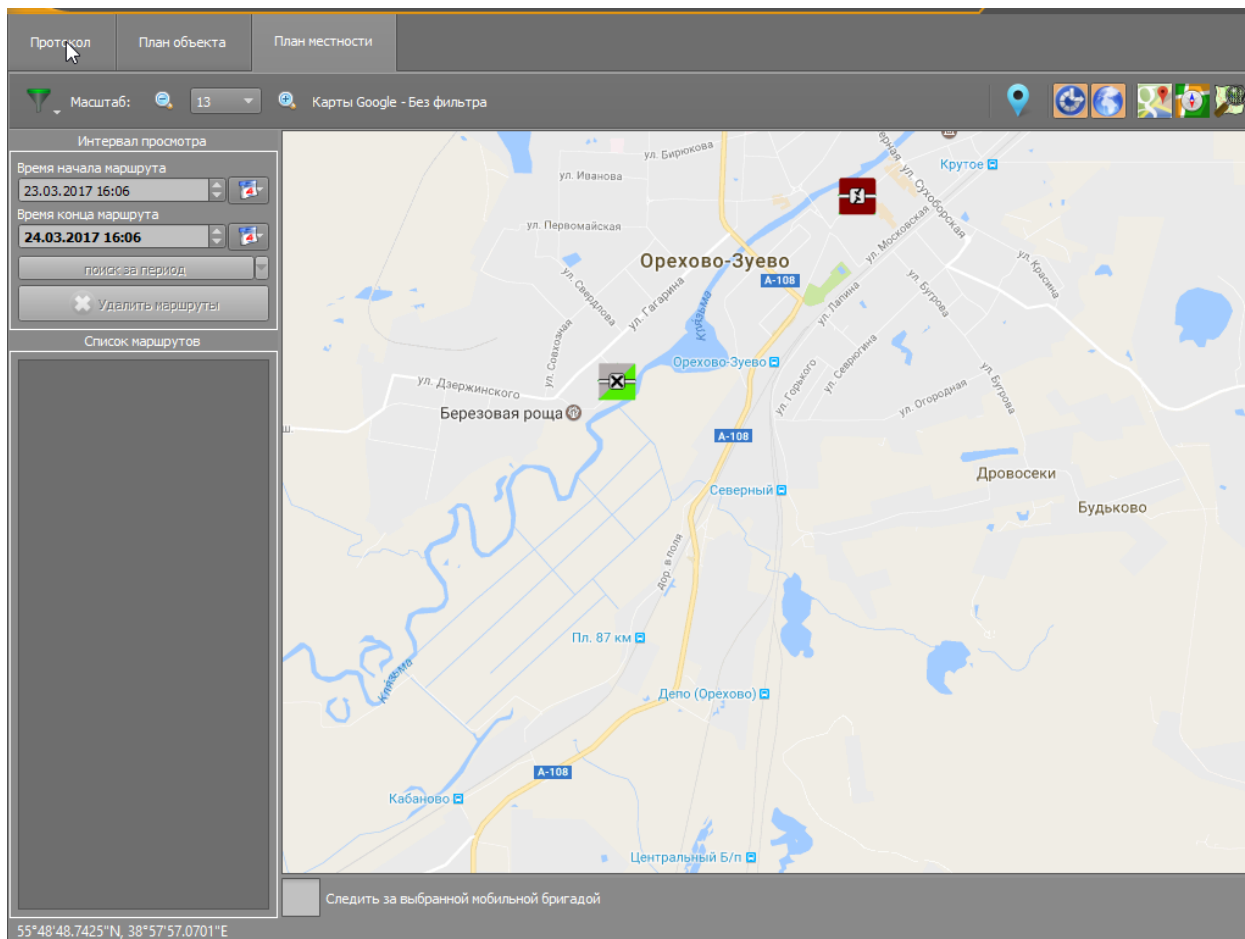 Протокол
План объекта
План местности
Масштаб:
13
Карты Google - Без фильтра
Интервал просмотра
Время начала маршрута
23.03.2017 16:06
Время конца маршрута
24.03.2017 16:06
поиск за период
Удалить маршруты
Список маршрутов
ул. Бирюкова
ул. Иванова
Крутое
ул. Сухоборская
ул. Первомайская
ул. Московская
Орехово-Зуево
А-108
ул. Красина
ул. Свердлова
ул. Гагарина
Клязьма
ул. Лапина
ул. Бугрова
ул. Совхозная
Орехово-Зуево
ул. Горького
ул. Северюгина
ул. Бугрова
ул. Дзержинского
ул. Огородная
Березовая роща
ш.
А-108
Дровосеки
Северный
Будьково
дор. в поля
Пл. 87 км
Клязьма
Депо (Орехово)
А-108
Кабаново
Центральный Б/п
Следить за выбранной мобильной бригадой
55°48'48.7425"N, 38°57'57.0701"E